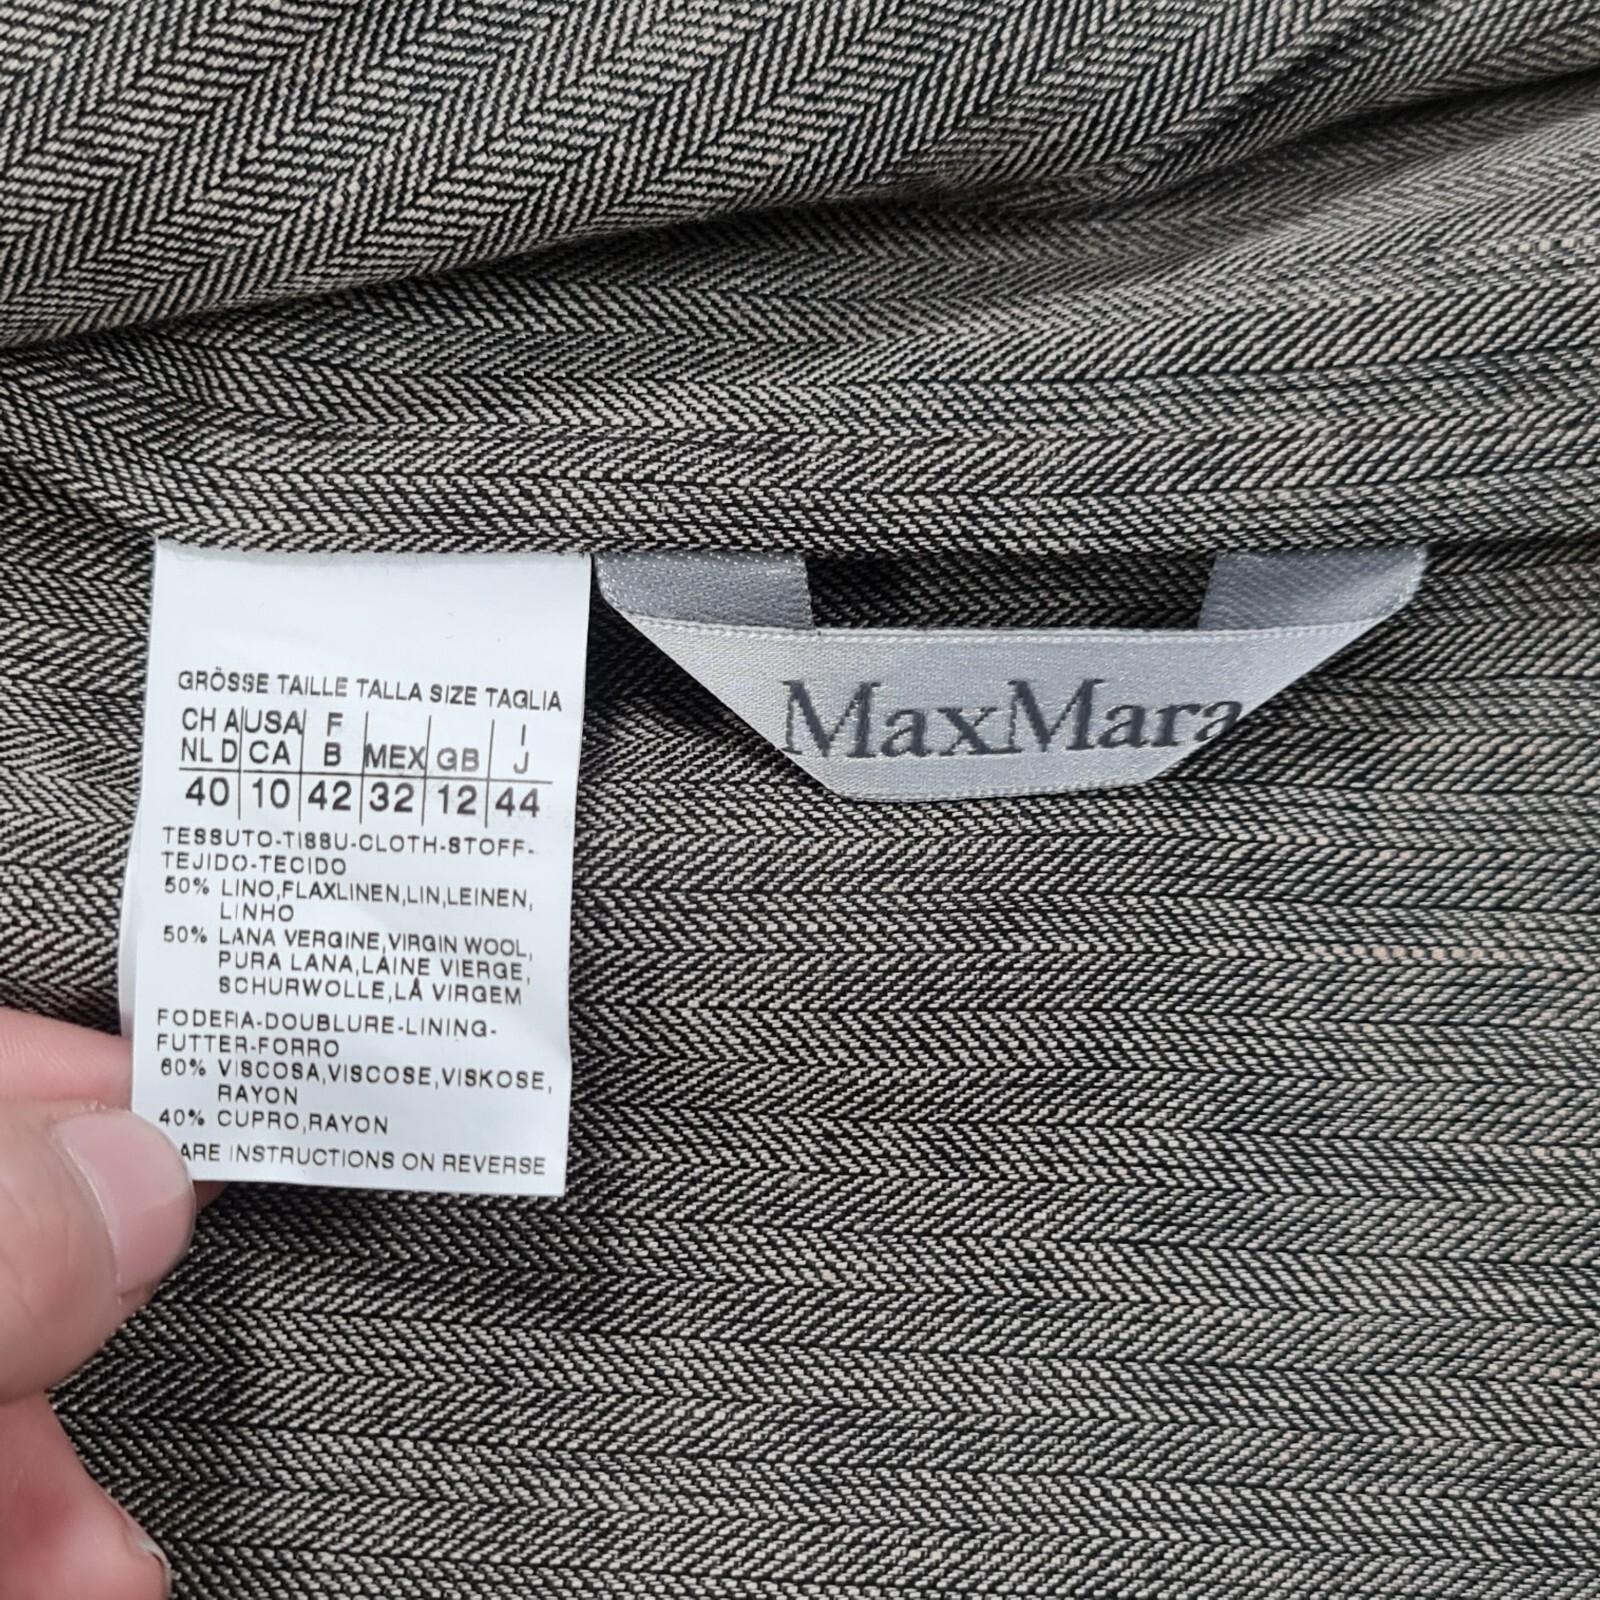 GRÖSSE TAILLE TALLA SIZE TAGLIA
CH A USA F I
NL D CA B MEX GB J
40 10 42 32 12 44
TESSUTO-TISSU-CLOTH-STOFF-
TEJIDO-TECIDO
50% LINO,FLAXLINEN,LIN,LEINEN,
LINHO
50% LANA VERGINE,VIRGIN WOOL,
PURA LANA,LAINE VIERGE,
SCHURWOLLE,LÅ VIRGEM
FODERA-DOUBLURE-LINING-
FUTTER-FORRO
60% VISCOSA,VISCOSE,VISKOSE,
RAYON
40% CUPRO,RAYON
ARE INSTRUCTIONS ON REVERSE
MaxMara